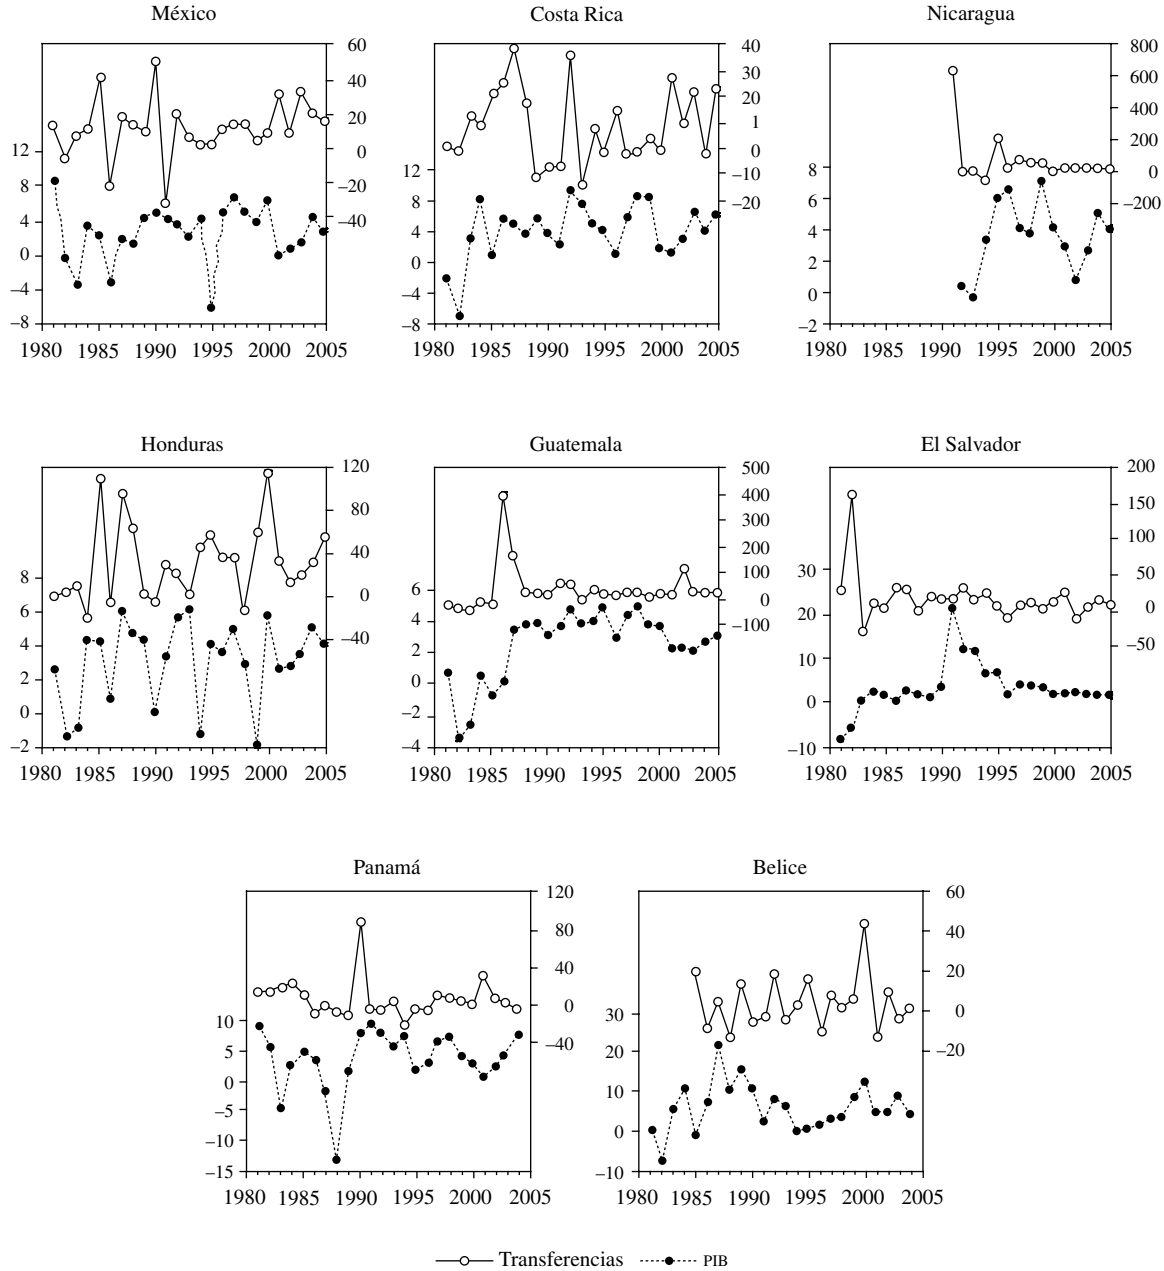 México Costa Rica Nicaragua
60 40 800
40 30 600
20 20 400
12 0 12 1 0 8 200
8 −20 8 −10 6 0
4 −40 4 −20 4 −200
0 0 2
−4 −4 0
−8 −8 −2
1980 1985 1990 1995 2000 2005 1980 1985 1990 1995 2000 2005 1980 1985 1990 1995 2000 2005
Honduras Guatemala El Salvador
120 500 200
80 400 150
40 300 100
8 0 6 200 30 50
6 −40 4 100 20 0
4 2 0 10 −50
2 0 −100 0
0 −2
−2 −4 −10
1980 1985 1990 1995 2000 2005 1980 1985 1990 1995 2000 2005 1980 1985 1990 1995 2000 2005
Panamá Belice
120 60
80 40
40 20
10 0 30 0
5 −40 20 −20
0 10
−5 0
−10
−15 −10
1980 1985 1990 1995 2000 2005 1980 1985 1990 1995 2000 2005
Transferencias PIB